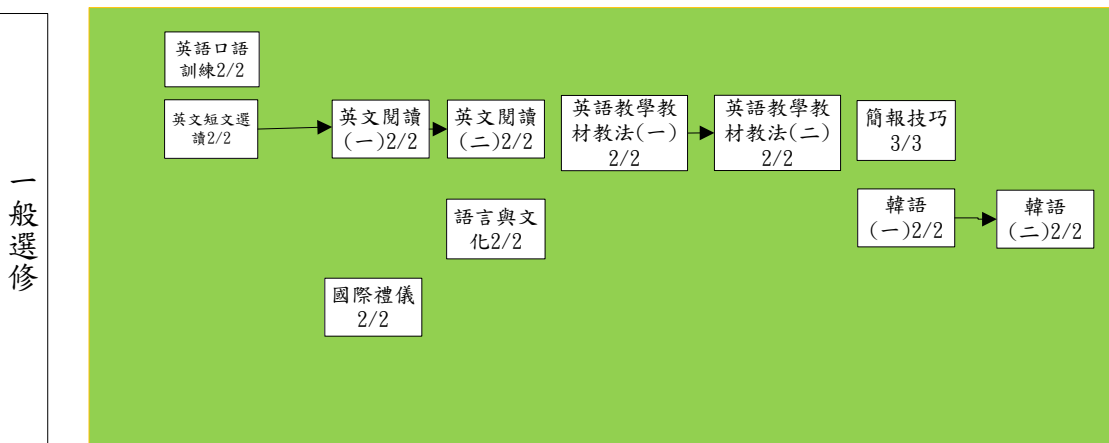 一般選修
英語口語
訓練2/2
英文短文選
讀2/2
英文閱讀
(一)2/2
英文閱讀
(二)2/2
英語教學教
材教法(一)
2/2
英語教學教
材教法(二)
2/2
簡報技巧
3/3
語言與文
化2/2
韓語
(一)2/2
韓語
(二)2/2
國際禮儀
2/2